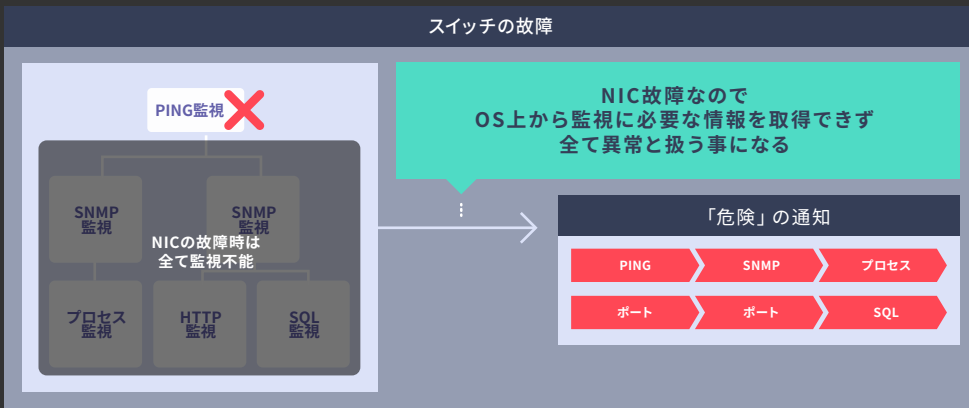 スイッチの故障
PING監視
NIC故障なので
OS上から監視に必要な情報を取得できず
全て異常と扱う事になる
SNMP
監視
SNMP
監視
NICの故障時は
全て監視不能
プロセス
監視
HTTP
監視
SQL
監視
「危険」の通知
PING
SNMP
プロセス
ポート
ポート
SQL